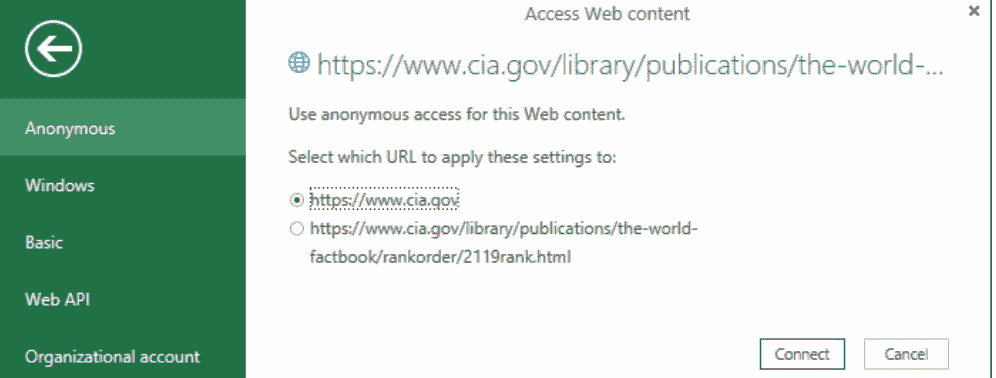 Access Web content
https://www.cia.gov/library/publications/the-world-...
Anonymous
Windows
Basic
Web API
Organizational account
Use anonymous access for this Web content.
Select which URL to apply these settings to:
https://www.cia.gov
https://www.cia.gov/library/publications/the-world-
factbook/rankorder/2119rank.html
Connect
Cancel